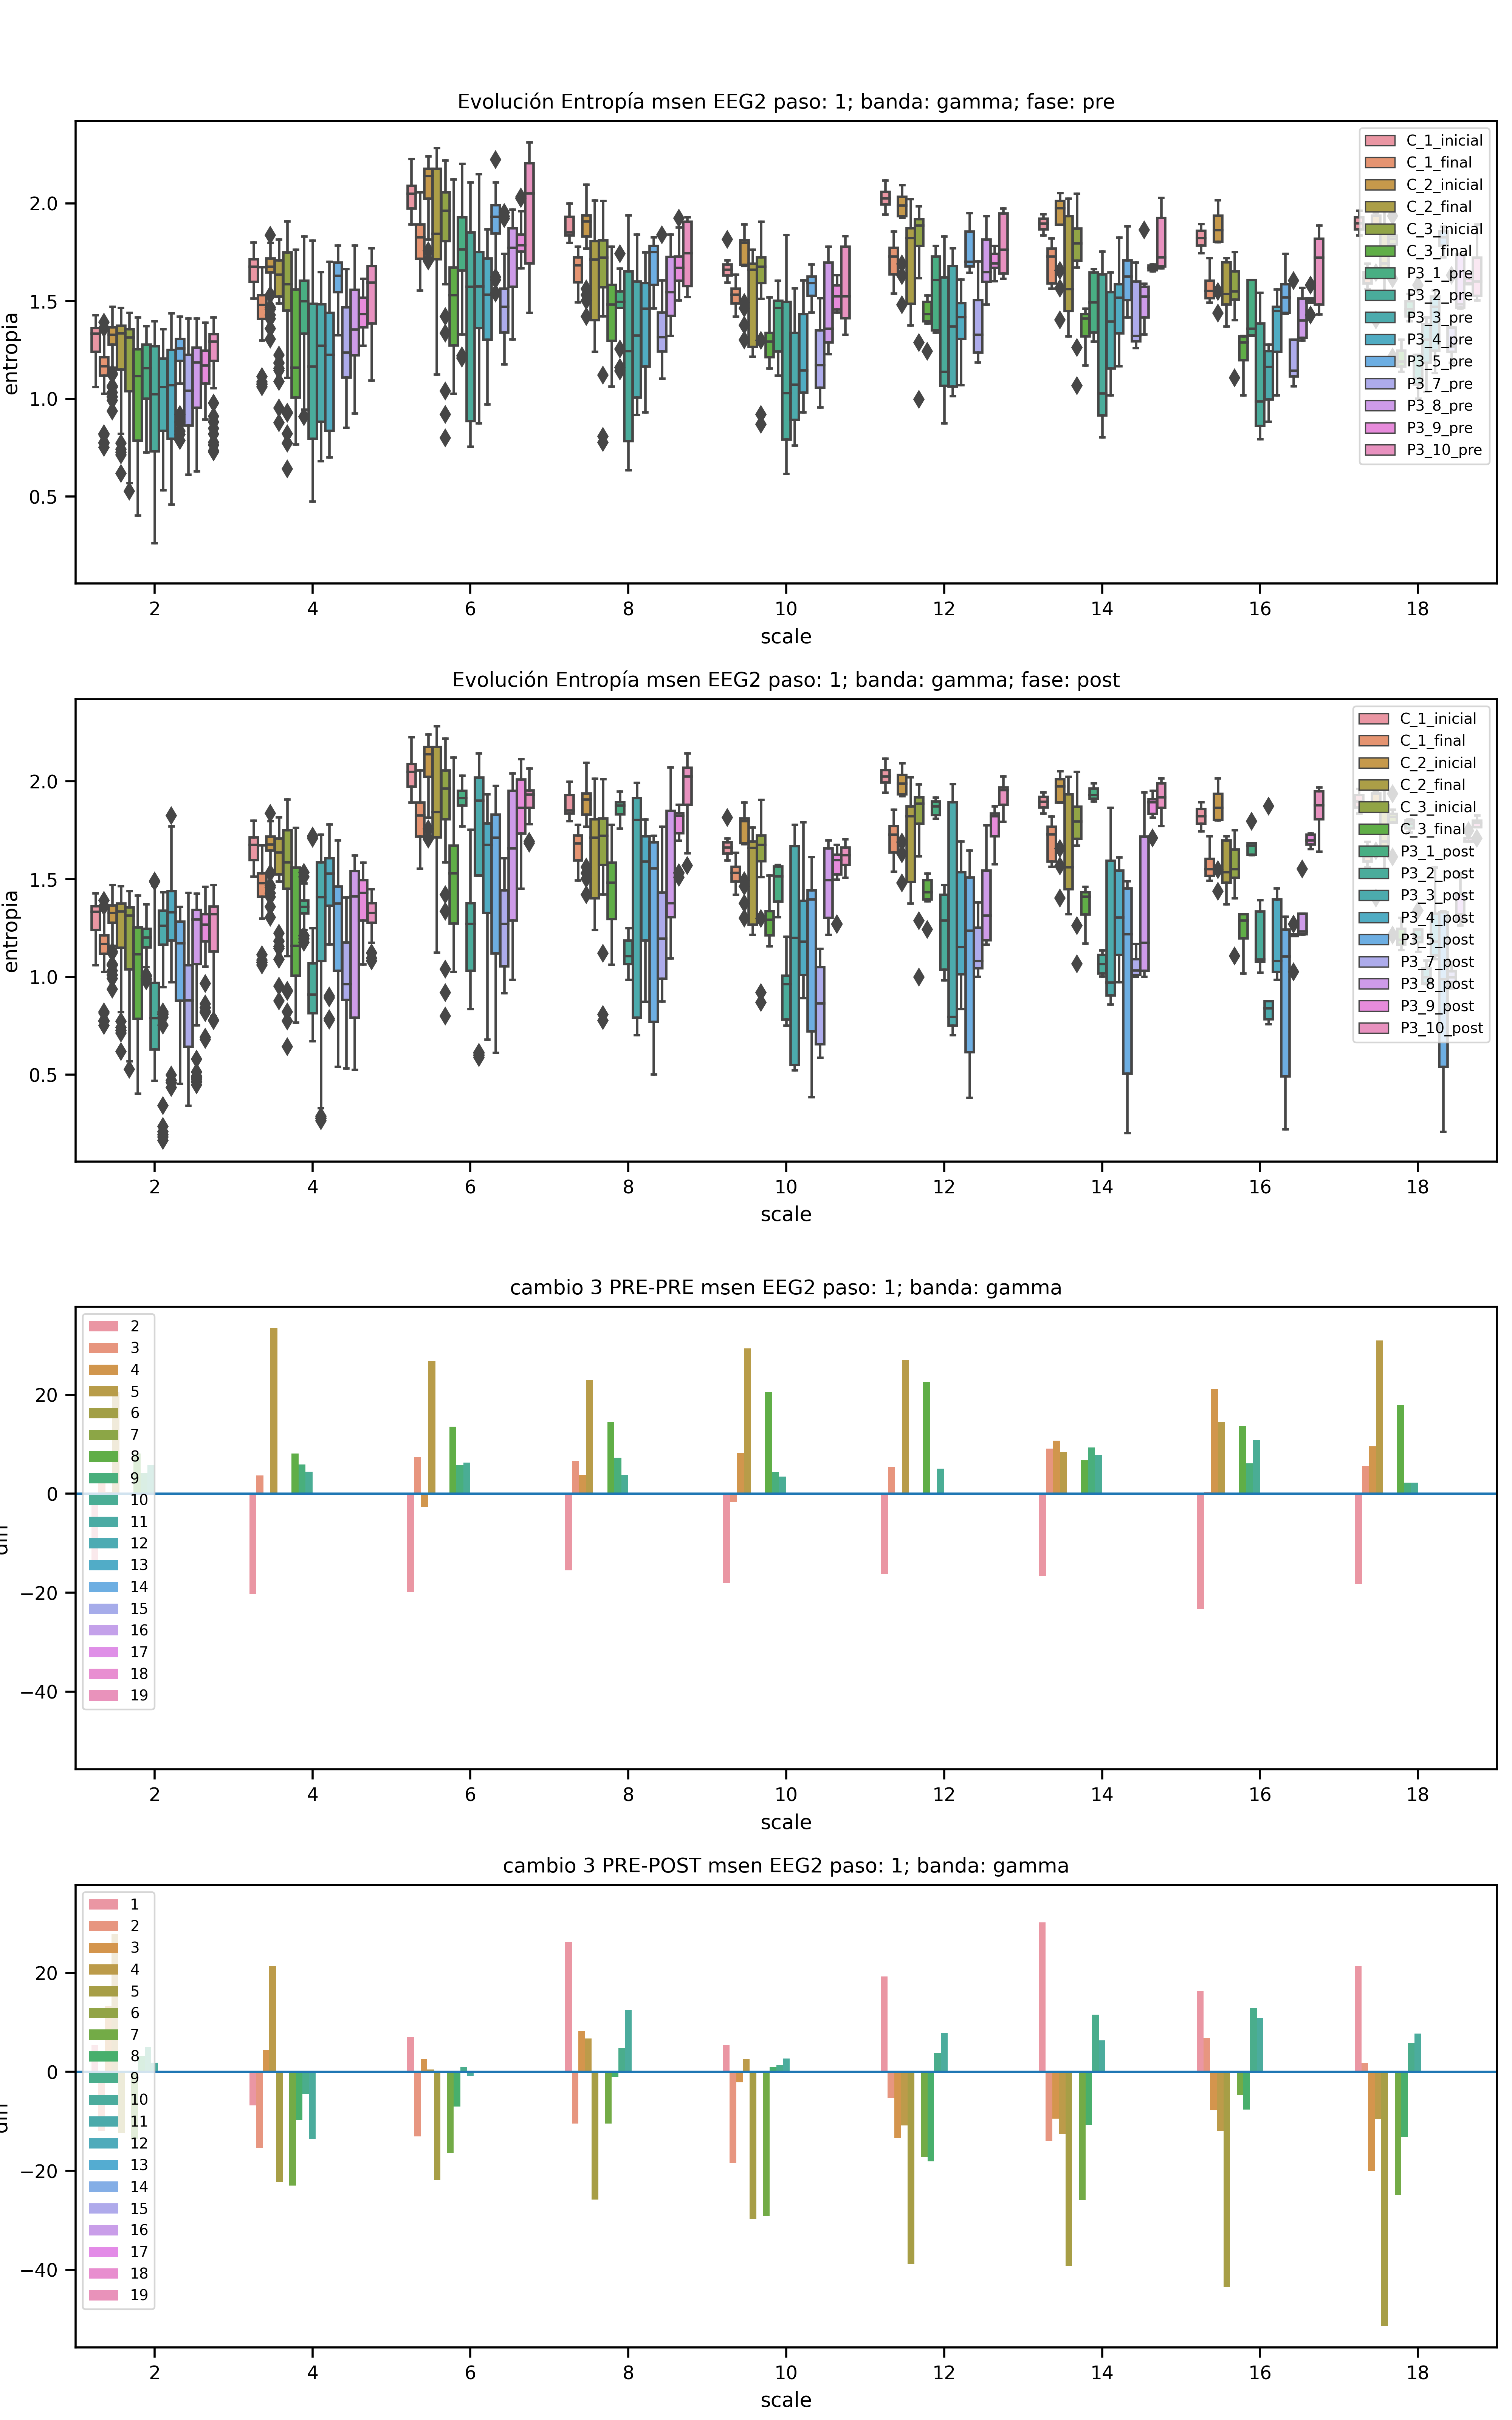 Evolución Entropía msen EEG2 paso: 1; banda: gamma; fase: pre
entropia
2.0
1.5
1.0
0.5
C_1_inicial
C_1_final
C_2_inicial
C_2_final
C_3_inicial
C_3_final
P3_1_pre
P3_2_pre
P3_3_pre
P3_4_pre
P3_5_pre
P3_7_pre
P3_8_pre
P3_9_pre
P3_10_pre
2 4 6 8 10 12 14 16 18
scale
Evolución Entropía msen EEG2 paso: 1; banda: gamma; fase: post
entropia
2.0
1.5
1.0
0.5
C_1_inicial
C_1_final
C_2_inicial
C_2_final
C_3_inicial
C_3_final
P3_1_post
P3_2_post
P3_3_post
P3_4_post
P3_5_post
P3_7_post
P3_8_post
P3_9_post
P3_10_post
2 4 6 8 10 12 14 16 18
scale
cambio 3 PRE-PRE msen EEG2 paso: 1; banda: gamma
20
0
−20
−40
2
3
4
5
6
7
8
9
10
11
12
13
14
15
16
17
18
19
2 4 6 8 10 12 14 16 18
scale
cambio 3 PRE-POST msen EEG2 paso: 1; banda: gamma
20
0
−20
−40
1
2
3
4
5
6
7
8
9
10
11
12
13
14
15
16
17
18
19
2 4 6 8 10 12 14 16 18
scale